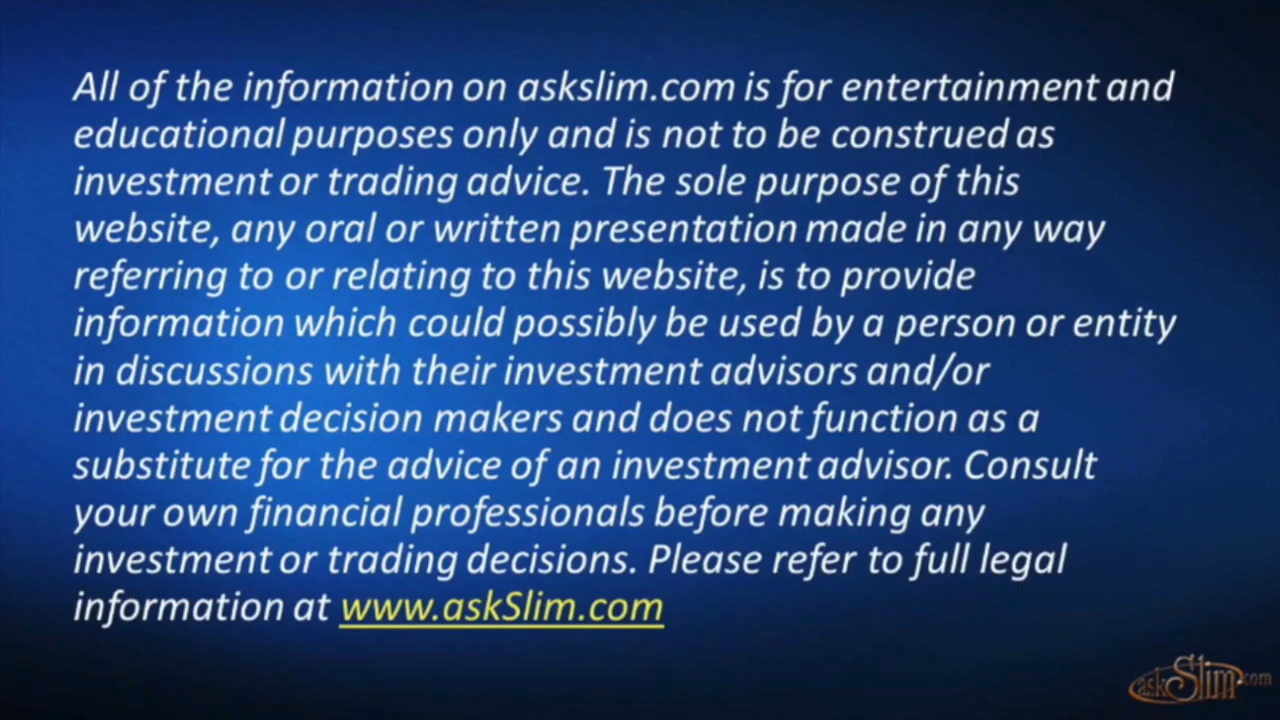 All of the information on askslim.com is for entertainment and
educational purposes only and is not to be construed as
investment or trading advice. The sole purpose of this
website, any oral or written presentation made in any way
referring to or relating to this website, is to provide
information which could possibly be used by a person or entity
in discussions with their investment advisors and/or
investment decision makers and does not function as a
substitute for the advice of an investment advisor. Consult
your own financial professionals before making any
investment or trading decisions. Please refer to full legal
information at www.askSlim.com
askSlim.com